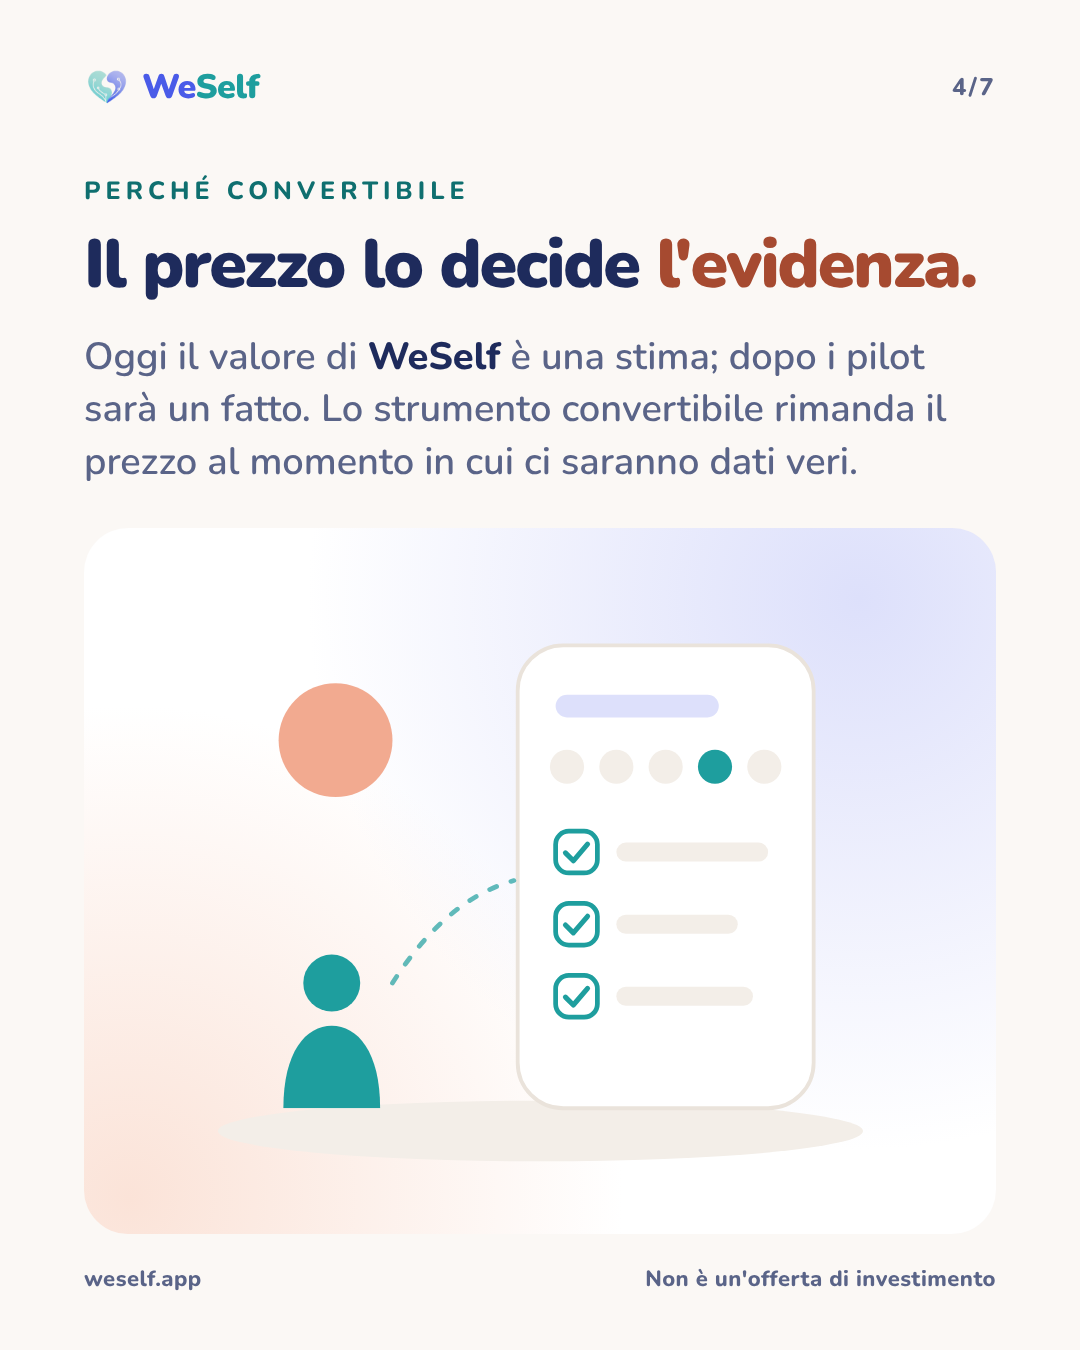 WeSelf
4/7
PERCHÉ CONVERTIBILE
Il prezzo lo decide l'evidenza.
Oggi il valore di WeSelf è una stima; dopo i pilot
sarà un fatto. Lo strumento convertibile rimanda il
prezzo al momento in cui ci saranno dati veri.
weself.app
Non è un'offerta di investimento